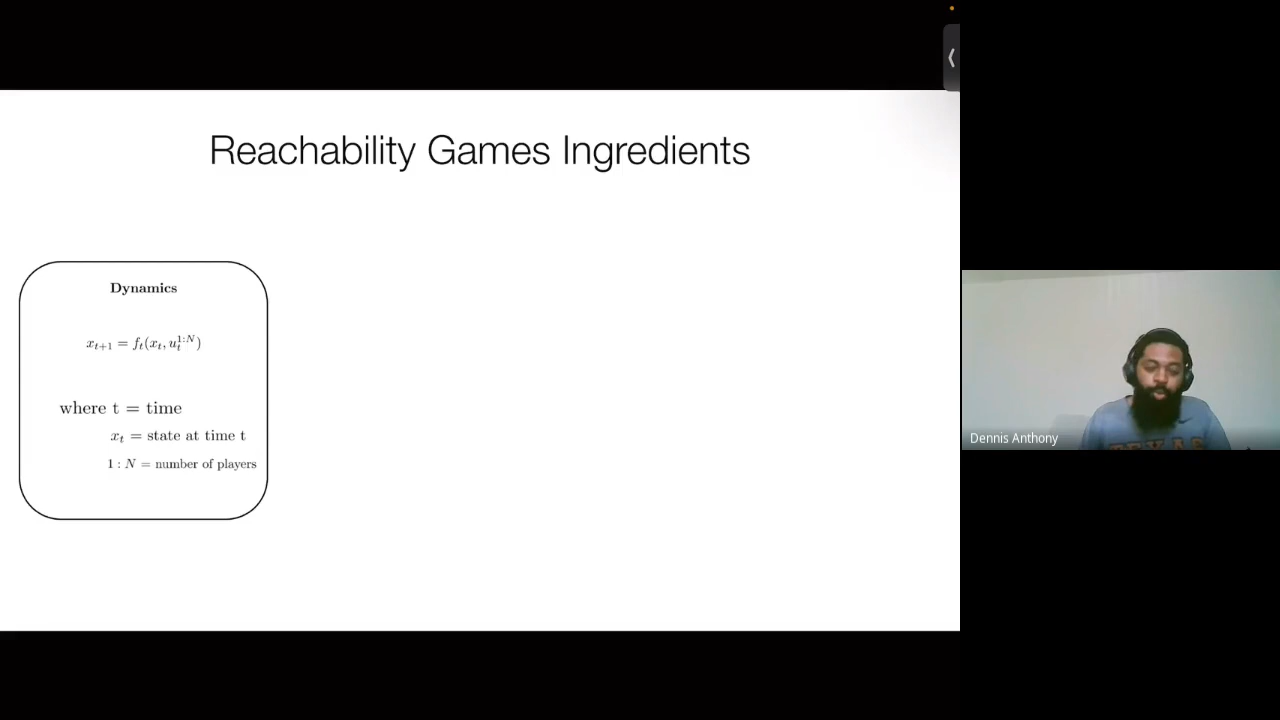 Reachability Games Ingredients
Dynamics
x_{t+1} = f_t(x_t, u_t^{1:N})
where t = time
x_t = state at time t
1 : N = number of players
Dennis Anthony